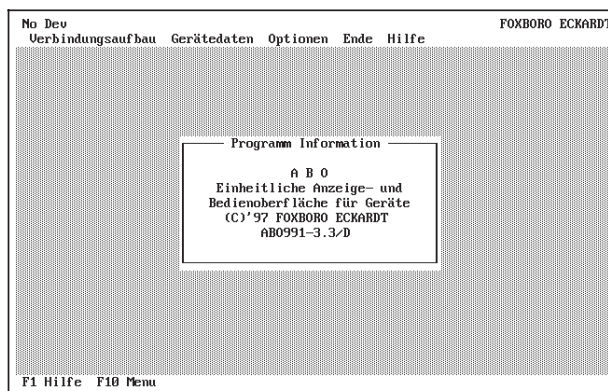 No Dev FOXBORO ECKARDT
Verbindungsaufbau Gerätedaten Optionen Ende Hilfe
Programm Information
A B O
Einheitliche Anzeige- und
Bedienoberfläche für Geräte
(C)'97 FOXBORO ECKARDT
ABO991-3.3/D
F1 Hilfe F10 Menu